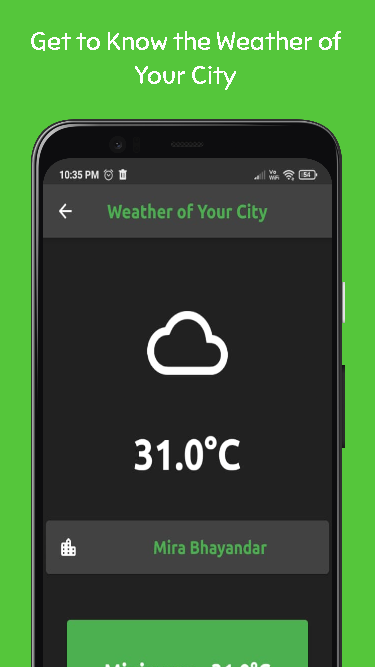 Get to Know the Weather of
Your City
10:35 PM
Vo
WiFi
54
Weather of Your City
31.0°C
Mira Bhayandar